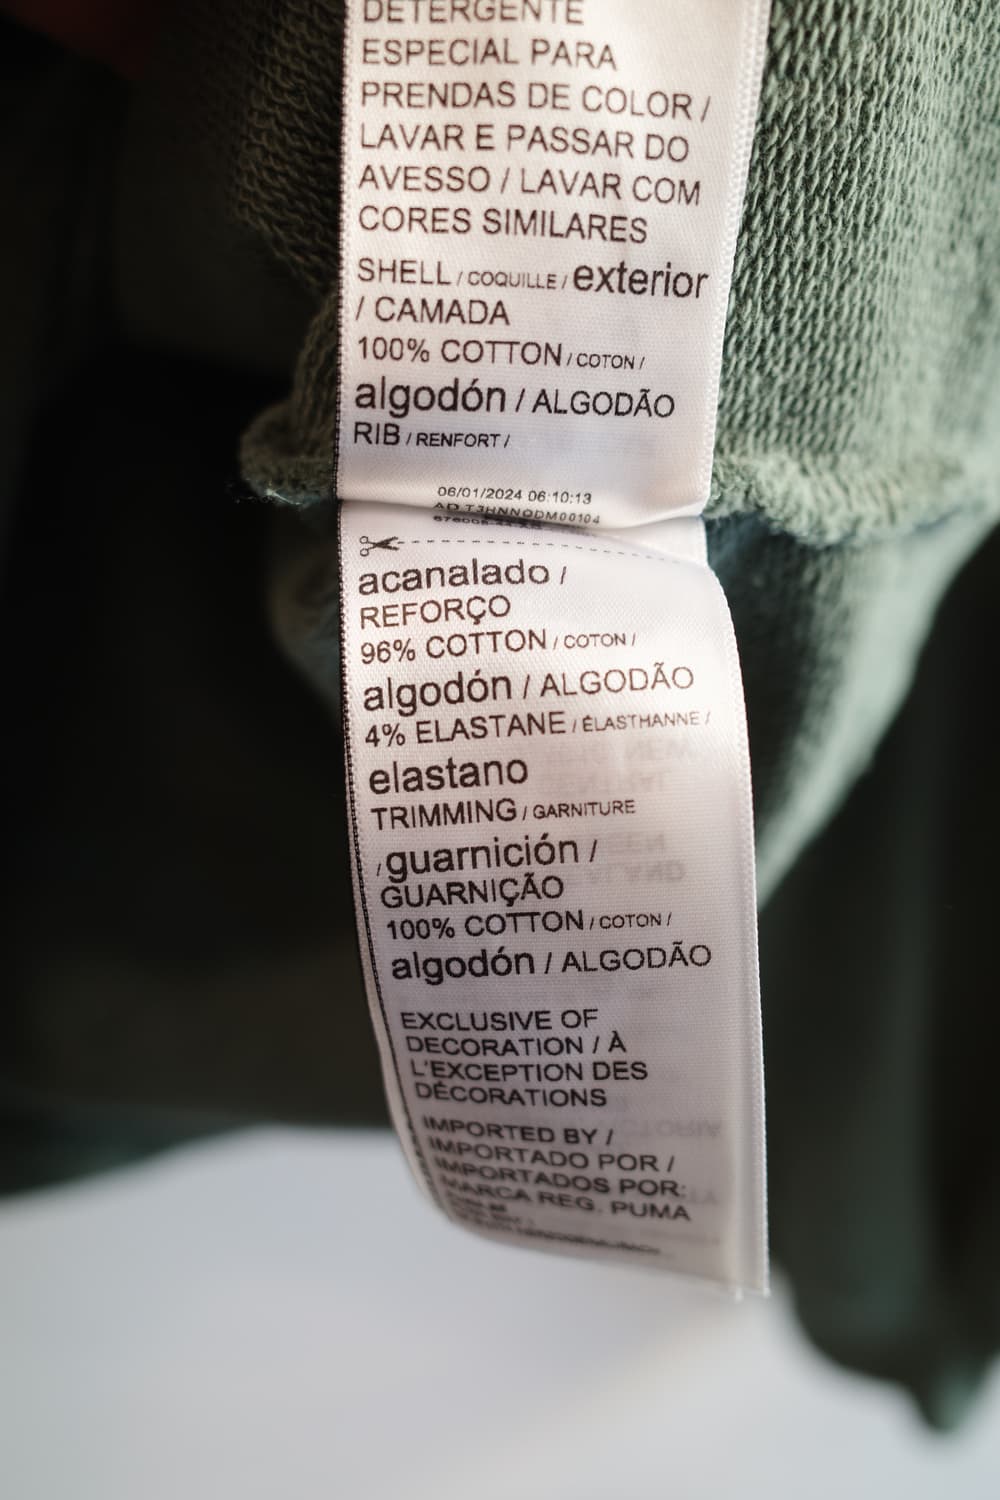 DETERGENTE
ESPECIAL PARA
PRENDAS DE COLOR /
LAVAR E PASSAR DO
AVESSO / LAVAR COM
CORES SIMILARES
SHELL / COQUILLE / exterior
/ CAMADA
100% COTTON / COTON /
algodón / ALGODÃO
RIB / RENFORT /
06/01/2024 06:10:13
AD T3HNNQDM00104
acanalado /
REFORÇO
96% COTTON / COTON /
algodón / ALGODÃO
4% ELASTANE / ÉLASTHANNE /
elastano
TRIMMING / GARNITURE
/ guarnición /
GUARNIÇÃO
100% COTTON / COTON /
algodón / ALGODÃO
EXCLUSIVE OF
DECORATION / À
L'EXCEPTION DES
DÉCORATIONS
IMPORTED BY /
IMPORTADO POR /
IMPORTADOS POR:
MARCA REG. PUMA